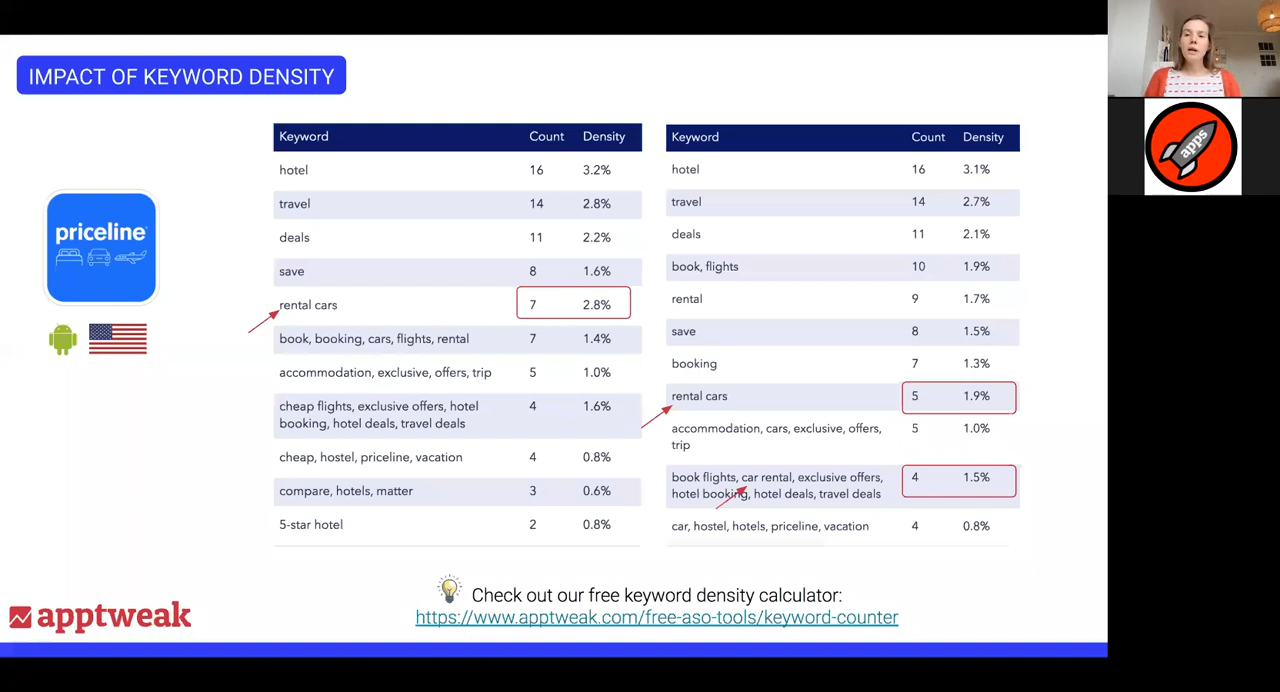 IMPACT OF KEYWORD DENSITY
priceline
Keyword Count Density
hotel 16 3.2%
travel 14 2.8%
deals 11 2.2%
save 8 1.6%
rental cars 7 2.8%
book, booking, cars, flights, rental 7 1.4%
accommodation, exclusive, offers, trip 5 1.0%
cheap flights, exclusive offers, hotel 4 1.6%
booking, hotel deals, travel deals
cheap, hostel, priceline, vacation 4 0.8%
compare, hotels, matter 3 0.6%
5-star hotel 2 0.8%
Keyword Count Density
hotel 16 3.1%
travel 14 2.7%
deals 11 2.1%
book, flights 10 1.9%
rental 9 1.7%
save 8 1.5%
booking 7 1.3%
rental cars 5 1.9%
accommodation, cars, exclusive, offers, 5 1.0%
trip
book flights, car rental, exclusive offers, 4 1.5%
hotel booking, hotel deals, travel deals
car, hostel, hotels, priceline, vacation 4 0.8%
Check out our free keyword density calculator:
https://www.apptweak.com/free-aso-tools/keyword-counter
apptweak
apps